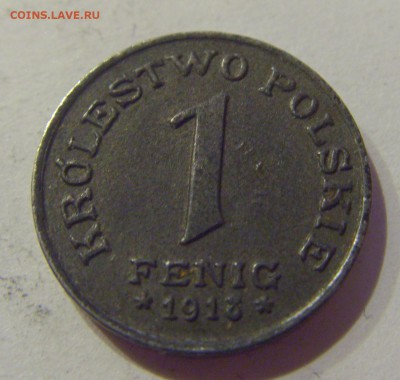 COINS.LAVE.RU
KRÓLESTWO POLSKIE
1
FENIG
* 1918 *